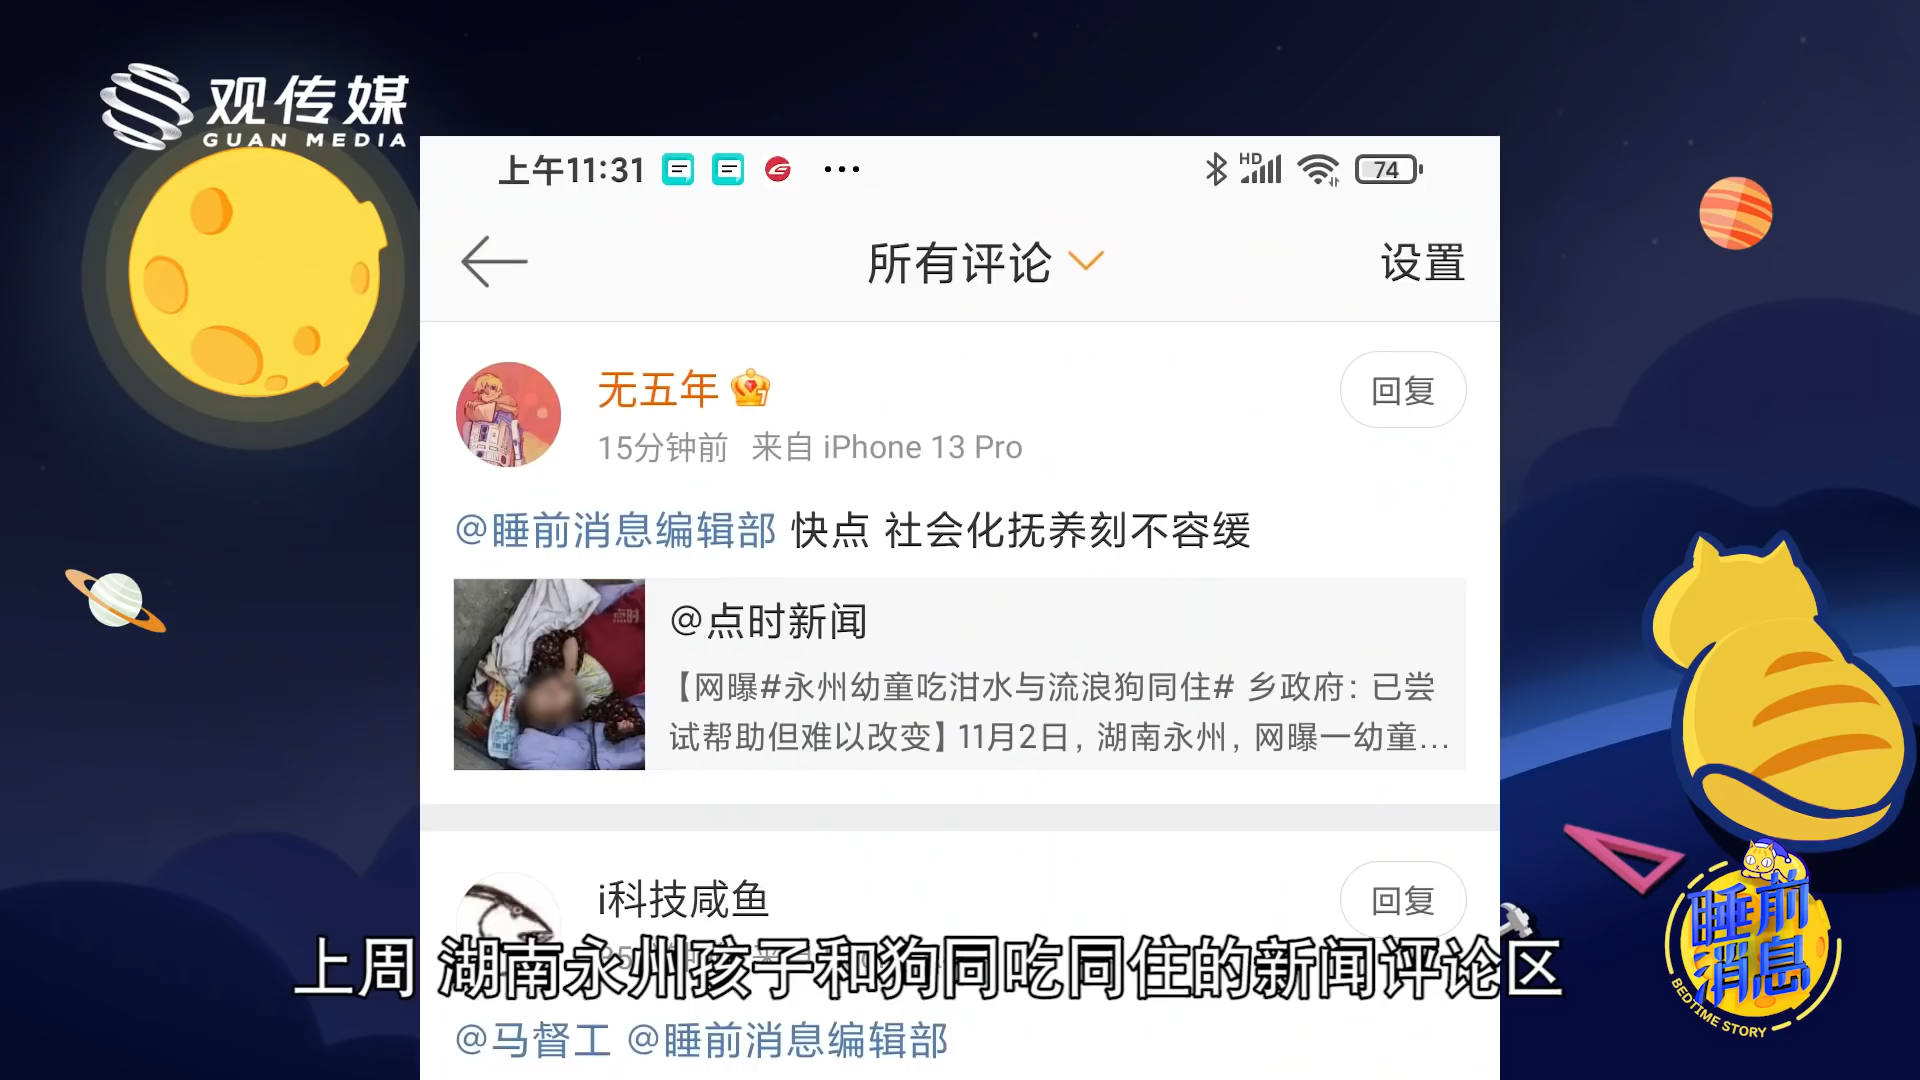 观传媒
GUAN MEDIA
上午11:31
HD
74
所有评论
设置
无五年
回复
15分钟前 来自 iPhone 13 Pro
@睡前消息编辑部 快点 社会化抚养刻不容缓
点时
@点时新闻
【网曝#永州幼童吃泔水与流浪狗同住# 乡政府：已尝
试帮助但难以改变】11月2日，湖南永州，网曝一幼童...
i科技咸鱼
回复
上周 湖南永州孩子和狗同吃同住的新闻评论区
@马督工 @睡前消息编辑部
睡前
消息
BEDTIME STORY